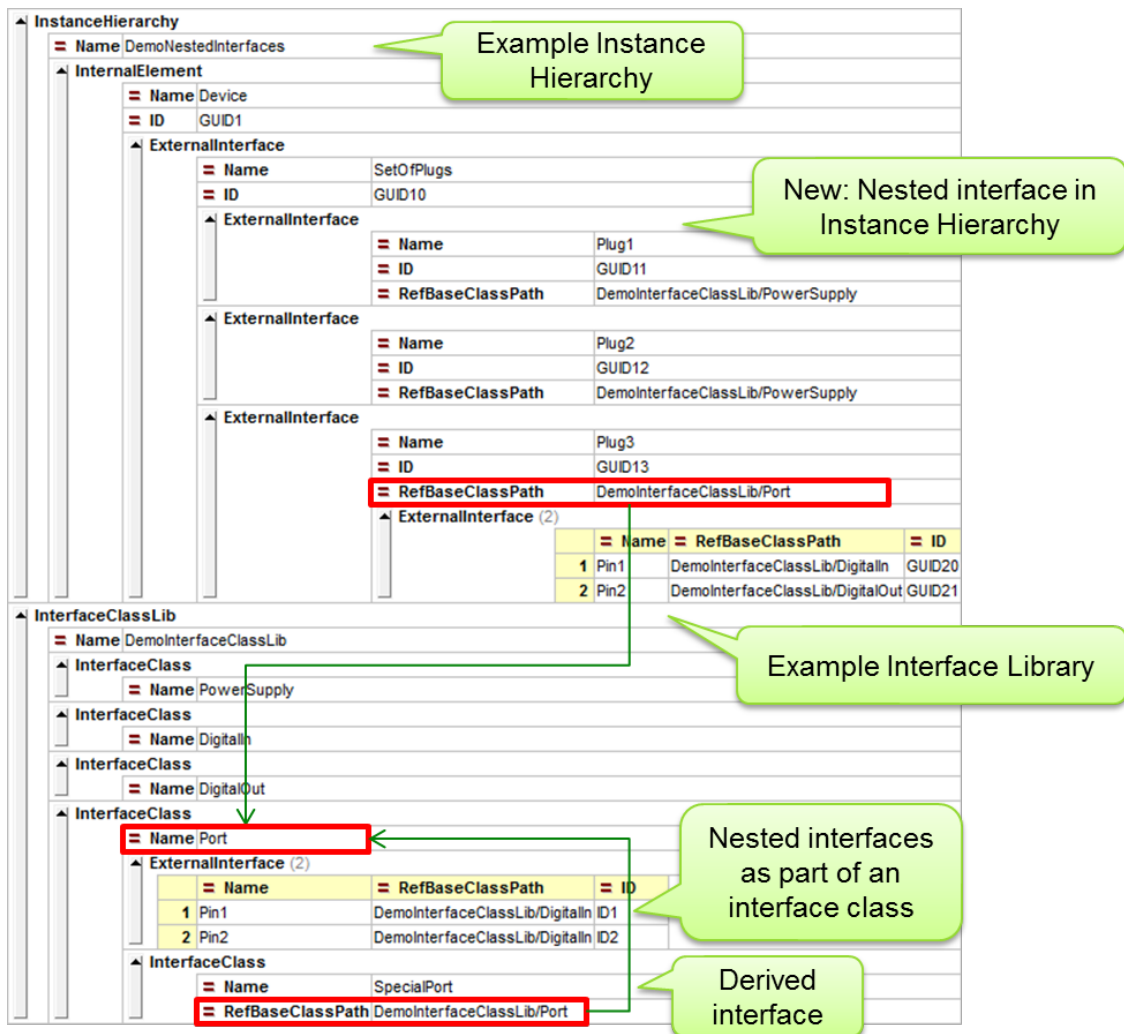 InstanceHierarchy
= Name DemoNestedInterfaces
Example Instance
Hierarchy
InternalElement
= Name Device
= ID GUID1
ExternalInterface
= Name SetOfPlugs
= ID GUID10
New: Nested interface in
Instance Hierarchy
ExternalInterface
= Name Plug1
= ID GUID11
= RefBaseClassPath DemoInterfaceClassLib/PowerSupply
ExternalInterface
= Name Plug2
= ID GUID12
= RefBaseClassPath DemoInterfaceClassLib/PowerSupply
ExternalInterface
= Name Plug3
= ID GUID13
= RefBaseClassPath DemoInterfaceClassLib/Port
ExternalInterface (2)
= Name = RefBaseClassPath = ID
1 Pin1 DemoInterfaceClassLib/DigitalIn GUID20
2 Pin2 DemoInterfaceClassLib/DigitalOut GUID21
InterfaceClassLib
= Name DemoInterfaceClassLib
Example Interface Library
InterfaceClass
= Name PowerSupply
InterfaceClass
= Name DigitalIn
InterfaceClass
= Name DigitalOut
InterfaceClass
= Name Port
Nested interfaces
as part of an
interface class
ExternalInterface (2)
= Name = RefBaseClassPath = ID
1 Pin1 DemoInterfaceClassLib/DigitalIn ID1
2 Pin2 DemoInterfaceClassLib/DigitalIn ID2
InterfaceClass
= Name SpecialPort
= RefBaseClassPath DemoInterfaceClassLib/Port
Derived
interface